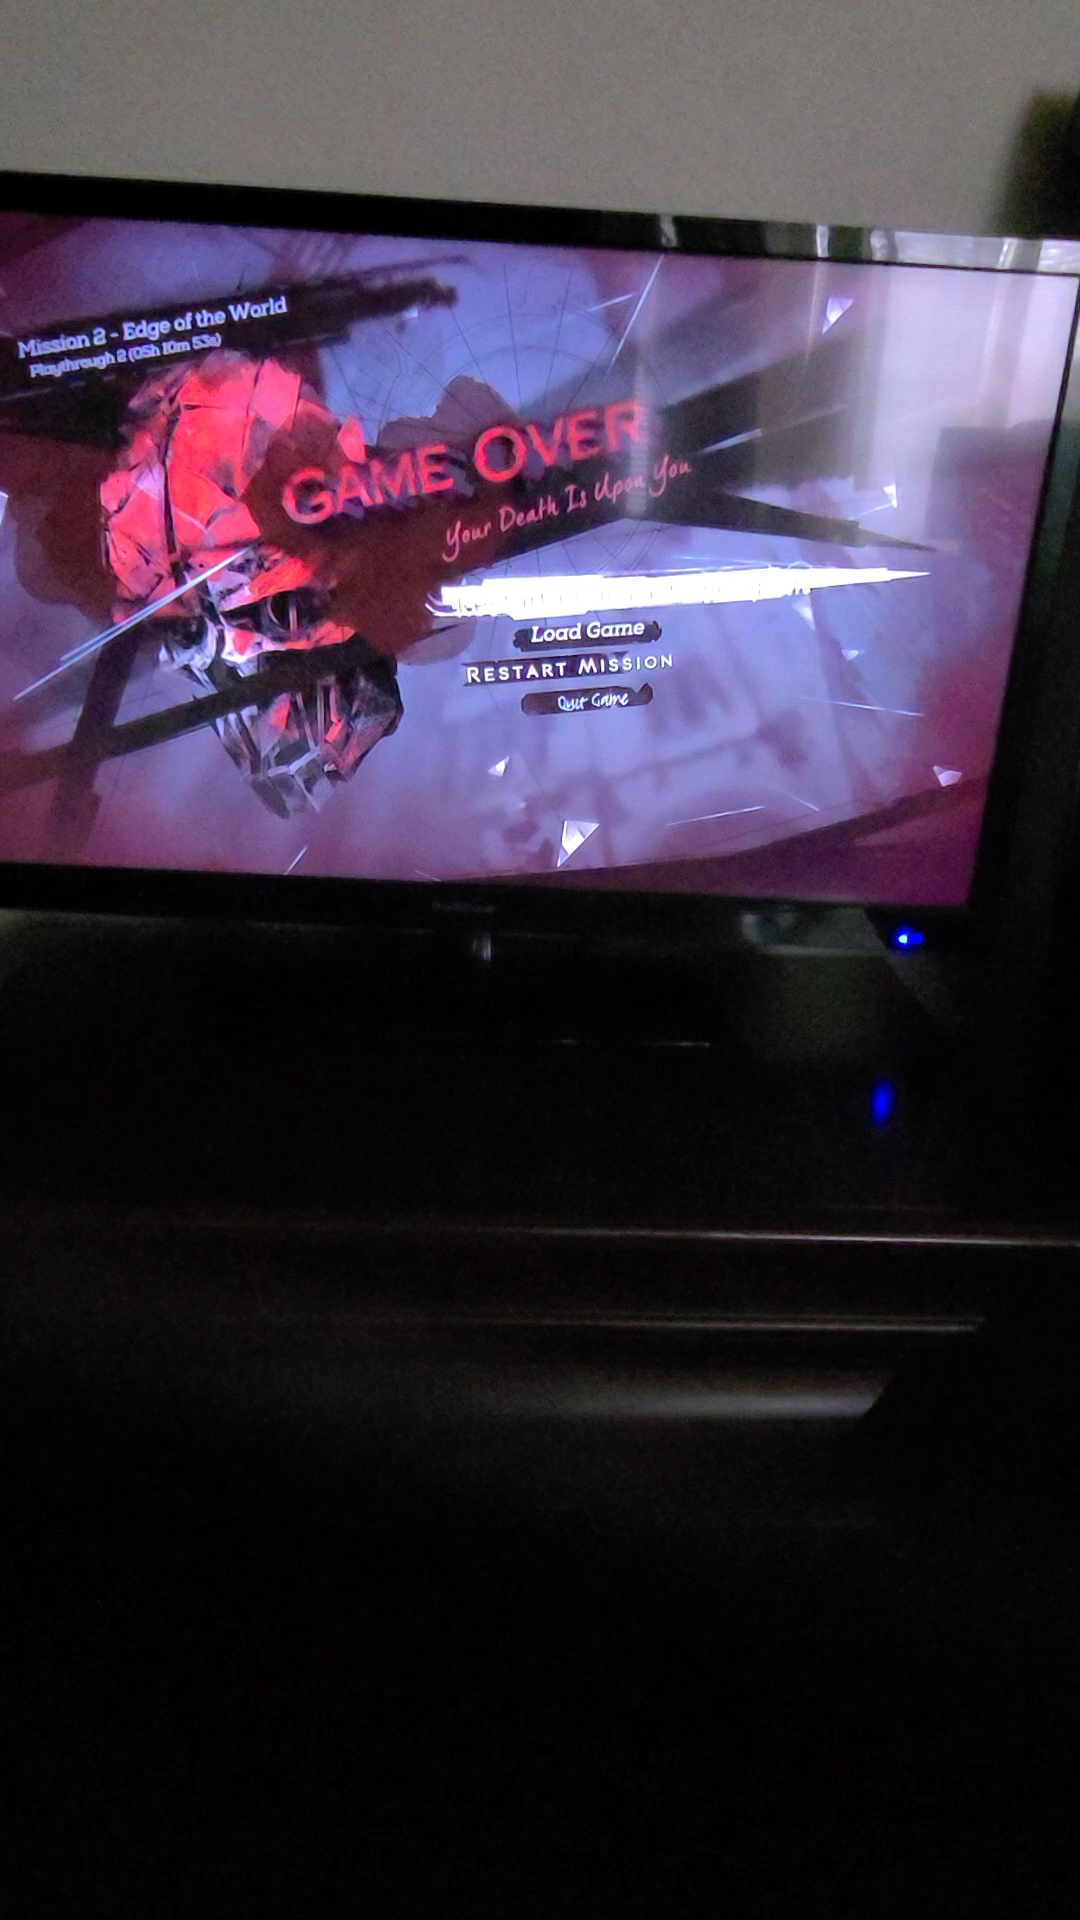 Mission 2 - Edge of the World
Playthrough 2 (05h 10m 53s)
GAME OVER
Your Death Is Upon You
Load Game
RESTART MISSION
Quit Game